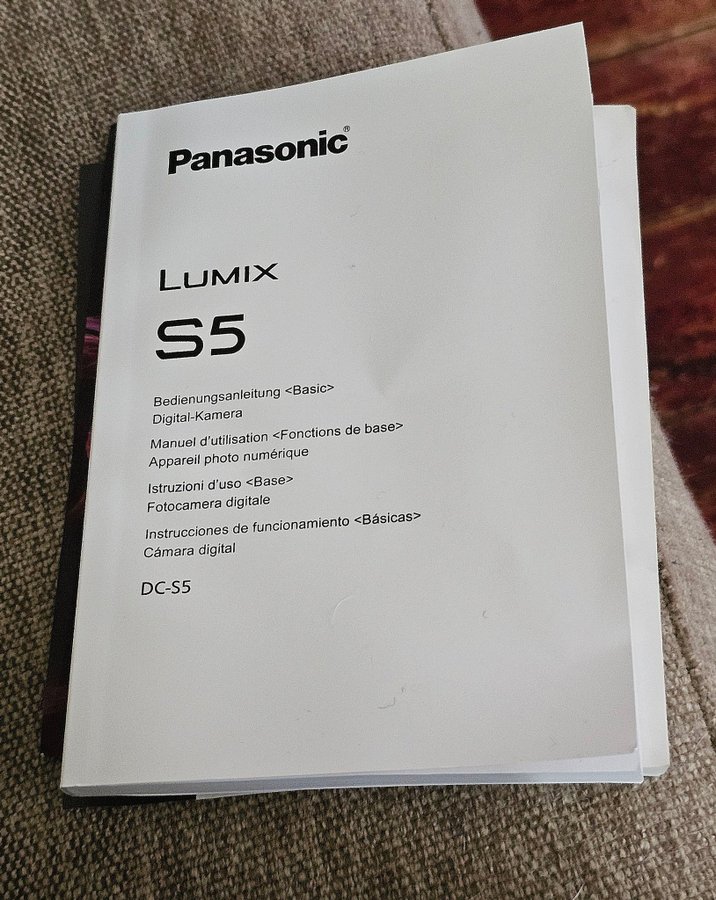 Panasonic®
LUMIX
S5
Bedienungsanleitung <Basic>
Digital-Kamera
Manuel d'utilisation <Fonctions de base>
Appareil photo numérique
Istruzioni d'uso <Base>
Fotocamera digitale
Instrucciones de funcionamiento <Básicas>
Cámara digital
DC-S5